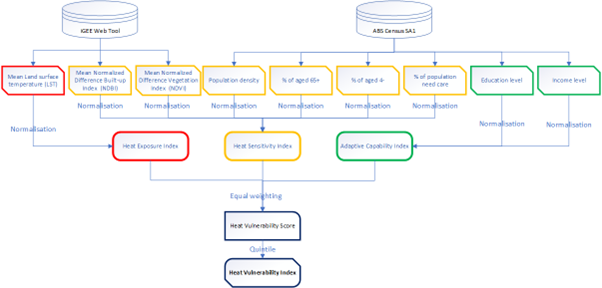 IGEE Web Tool
ABS Census SA1
Mean Lend surface
temperature (LST)
Mean Normalized
Difference Built-up
Index (NDBI)
Mean Normalized
Difference Vegetation
Index (NDVI)
Population density
% of aged 65+
% of aged 4-
% of population
need care
Education level
Income level
Normalisation
Normalisation
Normalisation
Normalisation
Normalisation
Normalisation
Normalisation
Normalisation
Normalisation
Heat Exposure Index
Heat Sensitivity Index
Adaptive Capability Index
Equal weighting
Heat Vulnerability Score
Quintile
Heat Vulnerability Index